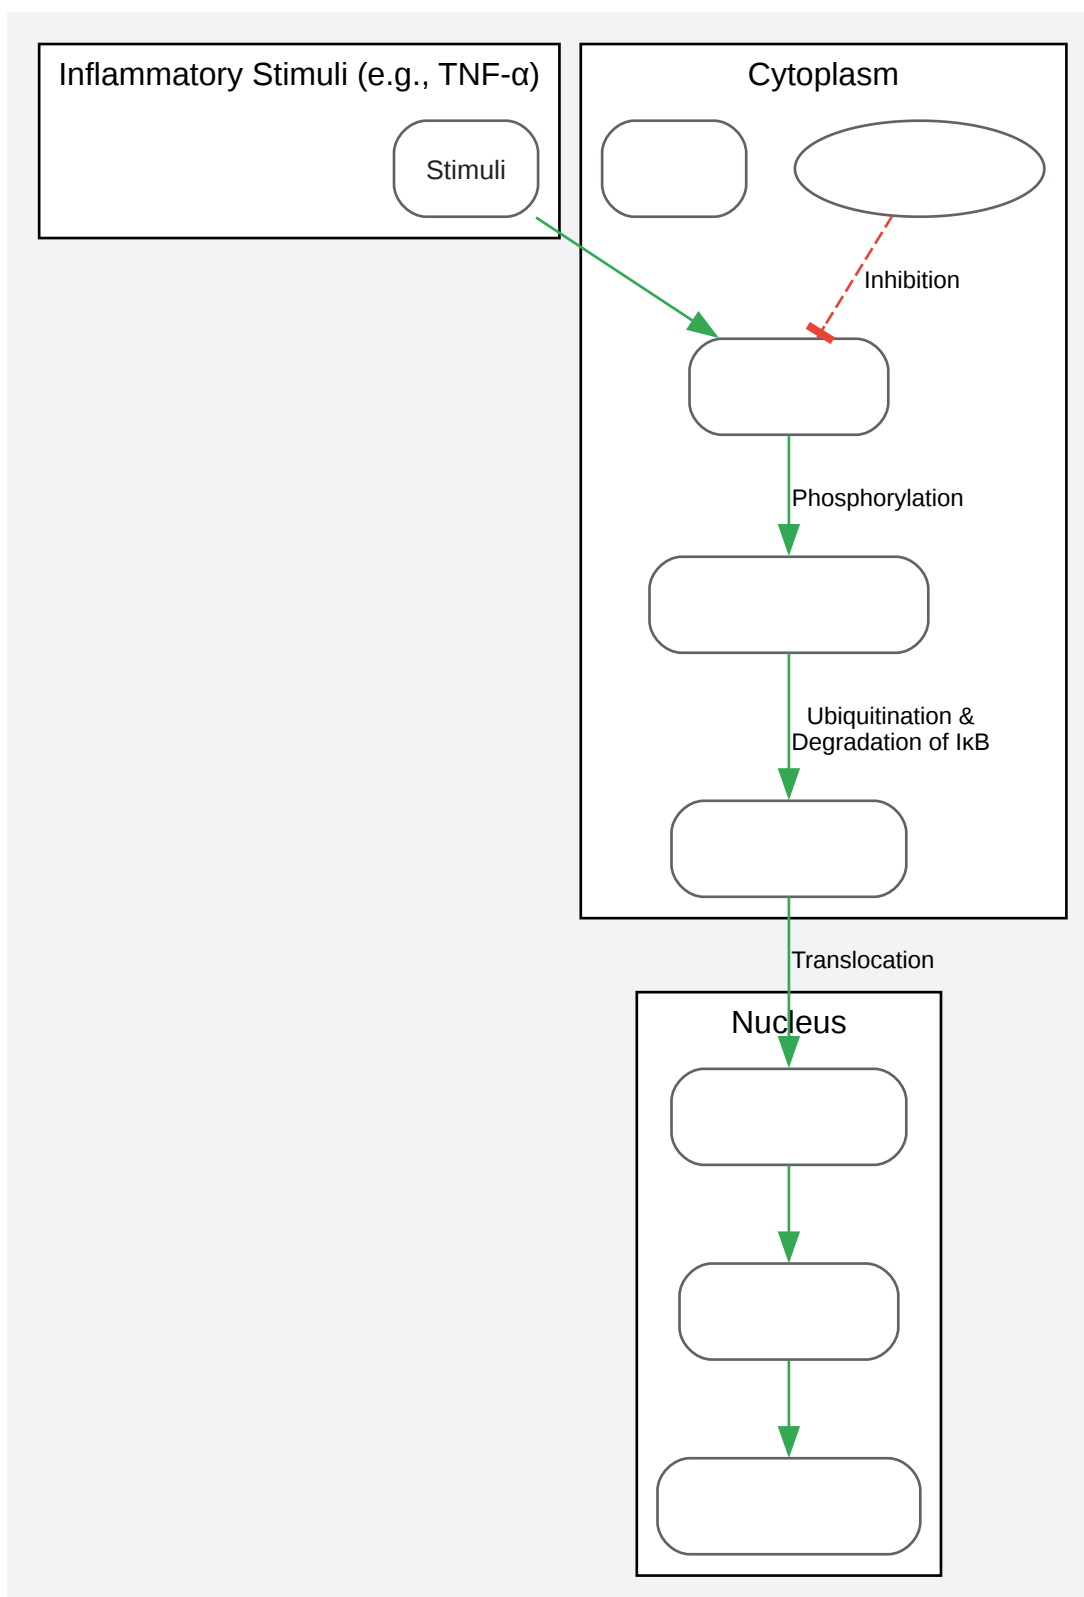 Inflammatory Stimuli (e.g., TNF-α)
Stimuli
Cytoplasm
Inhibition
Phosphorylation
Ubiquitination &
Degradation of IκB
Translocation
Nucleus